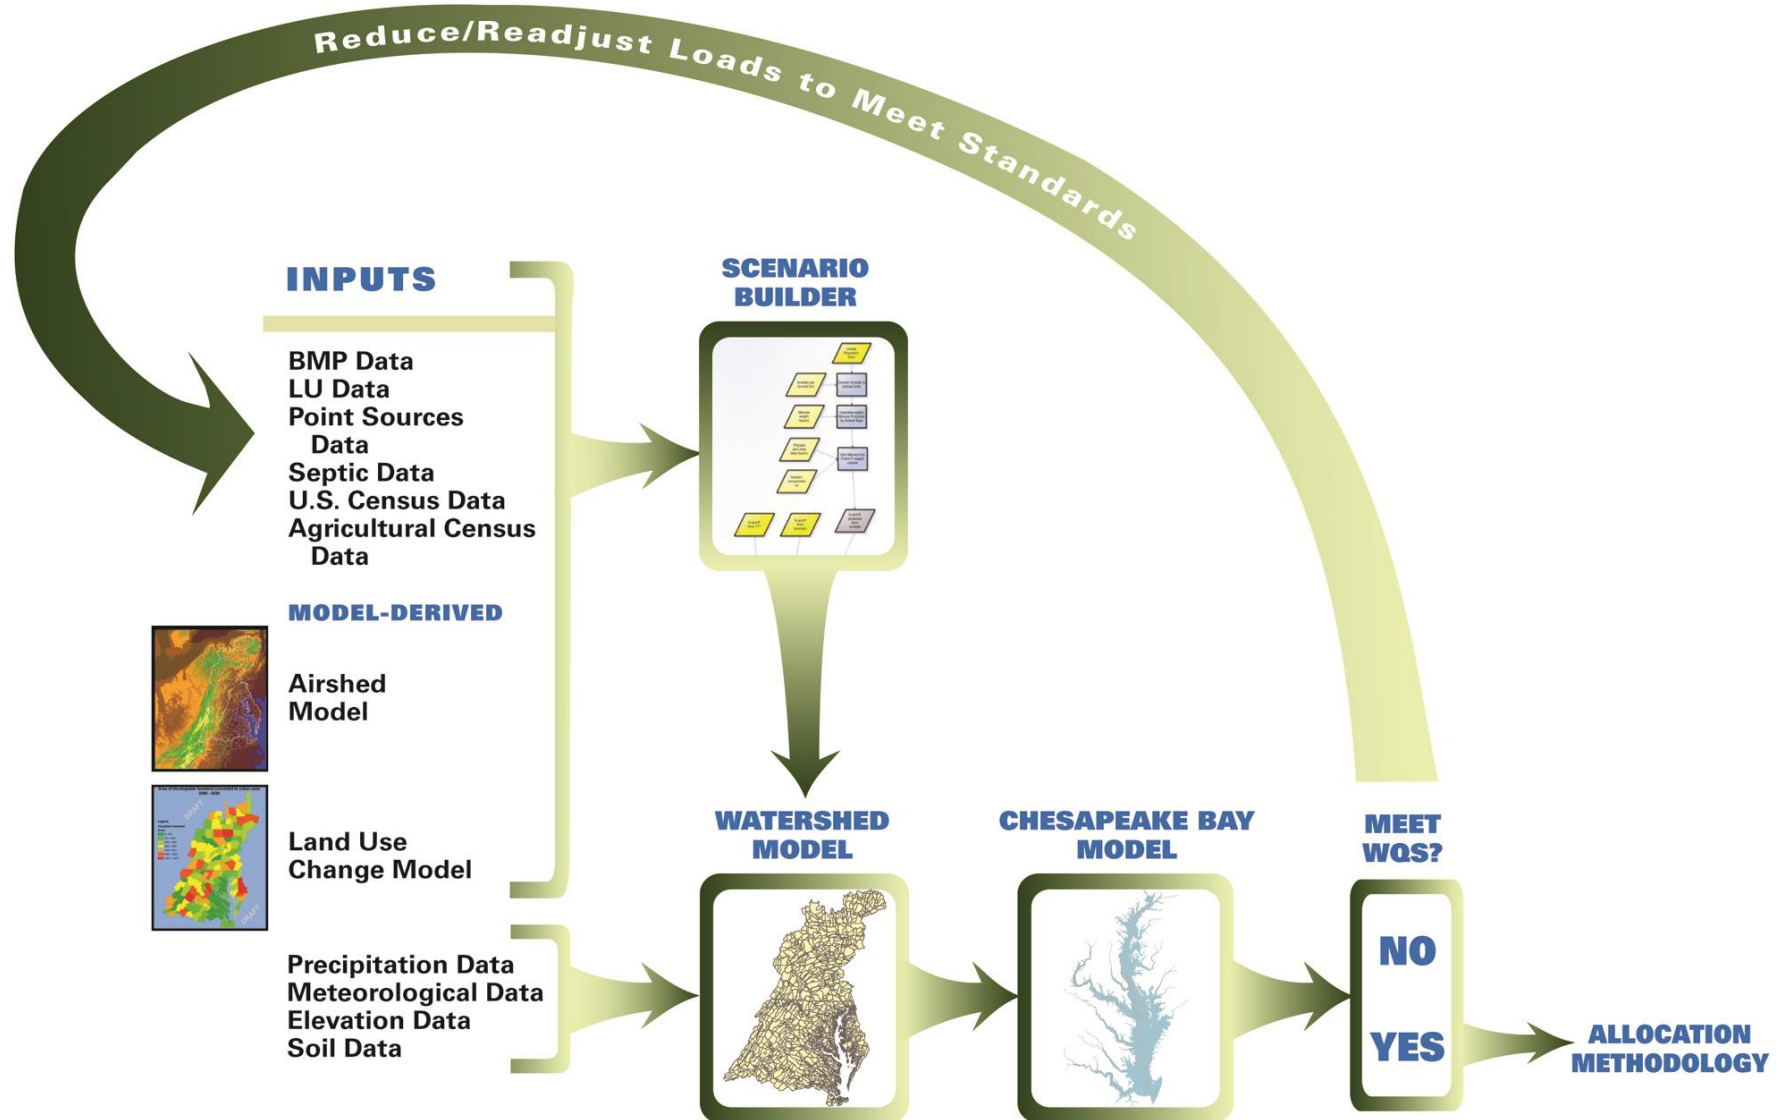 Reduce/Readjust Loads to Meet Standards
INPUTS
BMP Data
LU Data
Point Sources
Data
Septic Data
U.S. Census Data
Agricultural Census
Data
MODEL-DERIVED
Airshed
Model
Land Use
Change Model
Precipitation Data
Meteorological Data
Elevation Data
Soil Data
SCENARIO
BUILDER
WATERSHED
MODEL
CHESAPEAKE BAY
MODEL
MEET
WQS?
NO
YES
ALLOCATION
METHODOLOGY
DRAFT
DRAFT